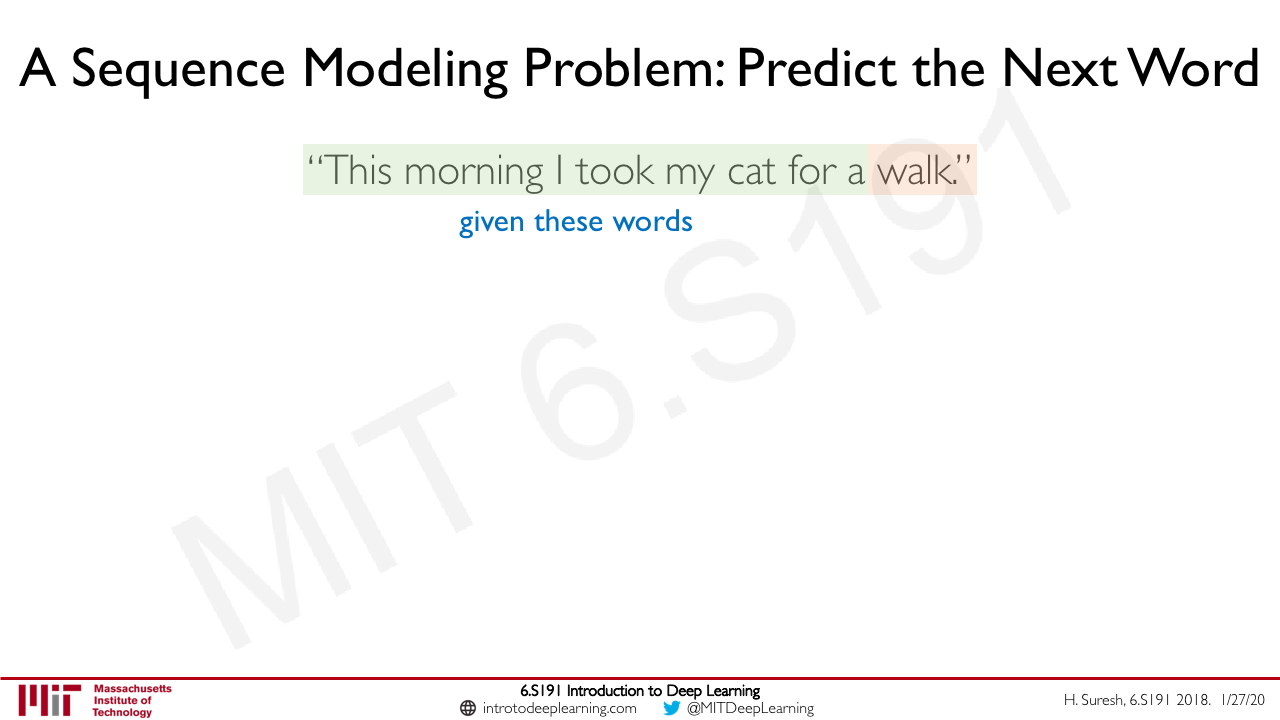 A Sequence Modeling Problem: Predict the Next Word
“This morning I took my cat for a walk.”
given these words
MIT 6.S191
Massachusetts
Institute of
Technology
6.S191 Introduction to Deep Learning
introtodeeplearning.com @MITDeepLearning
H. Suresh, 6.S191 2018. 1/27/20